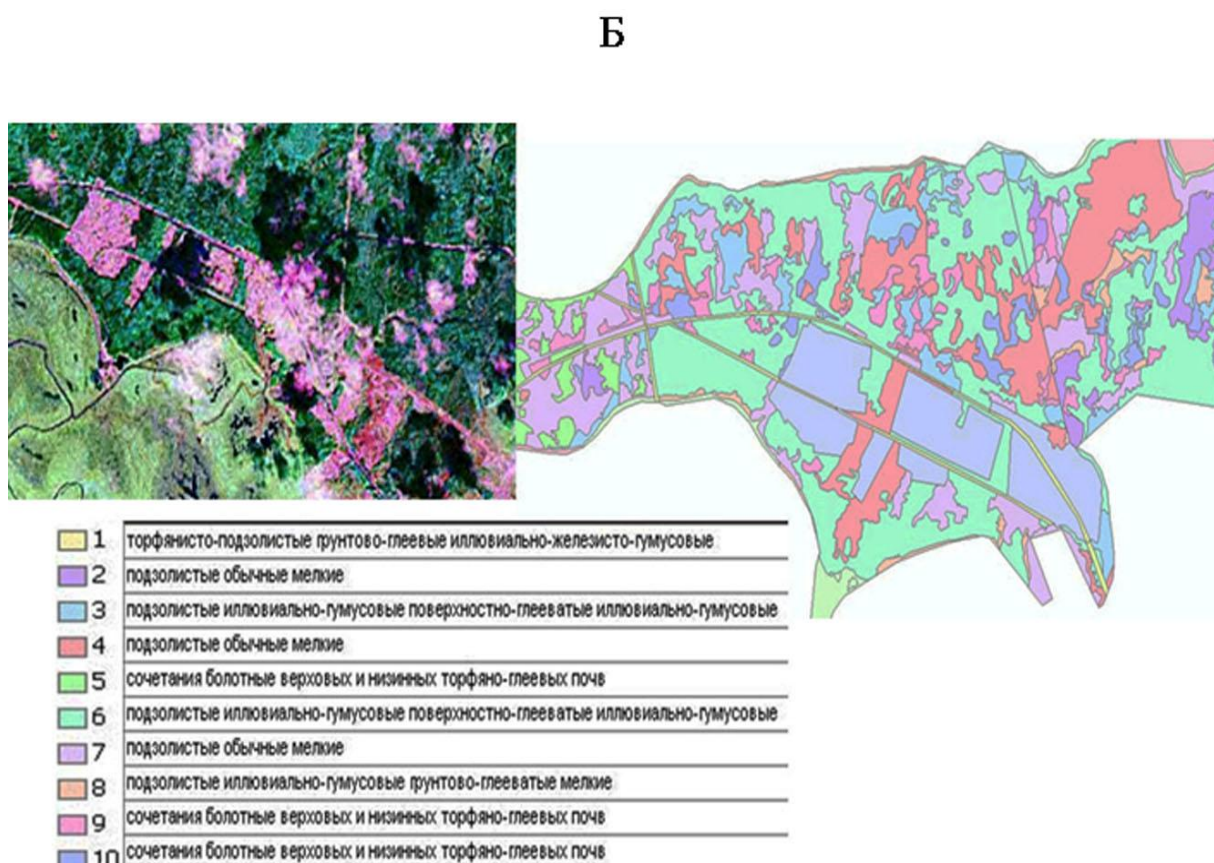 Б
1 торфянисто-подзолистые грунтово-глеевые иллювиально-железисто-гумусовые
2 подзолистые обычные мелкие
3 подзолистые иллювиально-гумусовые поверхностно-глееватые иллювиально-гумусовые
4 подзолистые обычные мелкие
5 сочетания болотные верховых и низинных торфяно-глеевых почв
6 подзолистые иллювиально-гумусовые поверхностно-глееватые иллювиально-гумусовые
7 подзолистые обычные мелкие
8 подзолистые иллювиально-гумусовые грунтово-глееватые мелкие
9 сочетания болотные верховых и низинных торфяно-глеевых почв
10 сочетания болотные верховых и низинных торфяно-глеевых почв